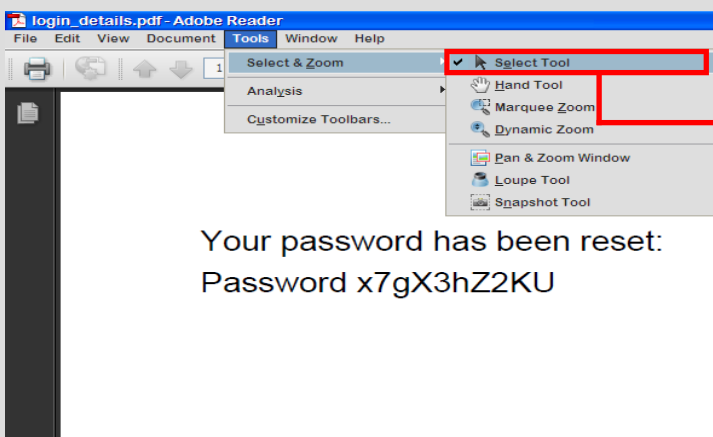 login_details.pdf - Adobe Reader
File Edit View Document Tools Window Help
1
Select & Zoom
Analysis
Customize Toolbars...
Select Tool
Hand Tool
Marquee Zoom
Dynamic Zoom
Pan & Zoom Window
Loupe Tool
Snapshot Tool
Your password has been reset:
Password x7gX3hZ2KU